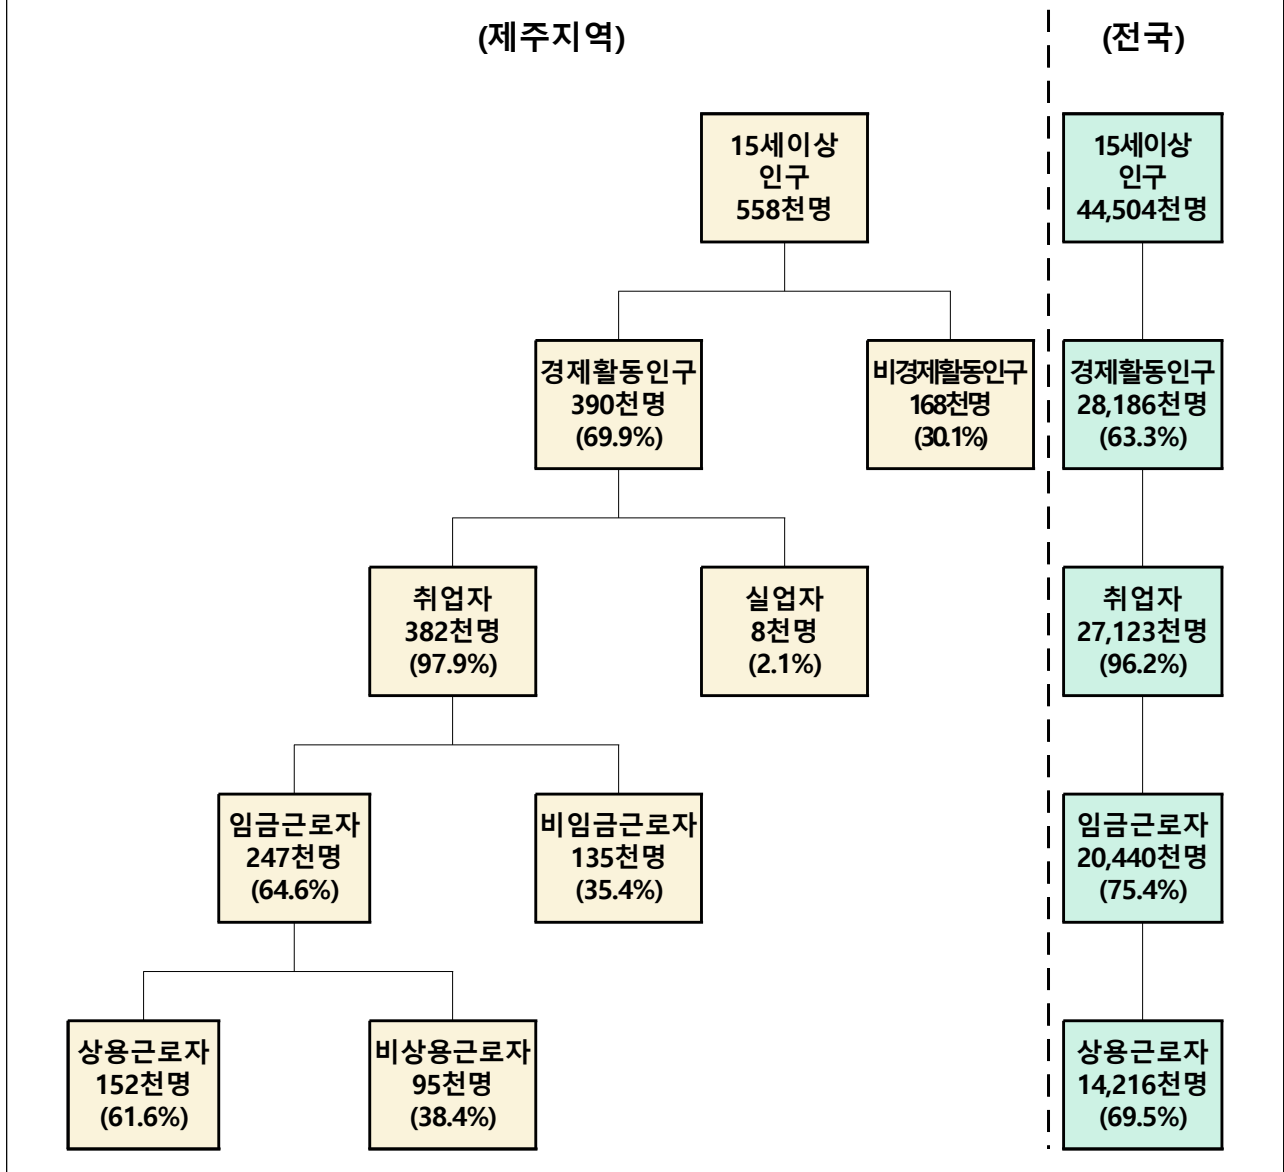 (제주지역)
(전국)
15세이상
인구
558천명
15세이상
인구
44,504천명
경제활동인구
390천명
(69.9%)
비경제활동인구
168천명
(30.1%)
경제활동인구
28,186천명
(63.3%)
취업자
382천명
(97.9%)
실업자
8천명
(2.1%)
취업자
27,123천명
(96.2%)
임금근로자
247천명
(64.6%)
비임금근로자
135천명
(35.4%)
임금근로자
20,440천명
(75.4%)
상용근로자
152천명
(61.6%)
비상용근로자
95천명
(38.4%)
상용근로자
14,216천명
(69.5%)